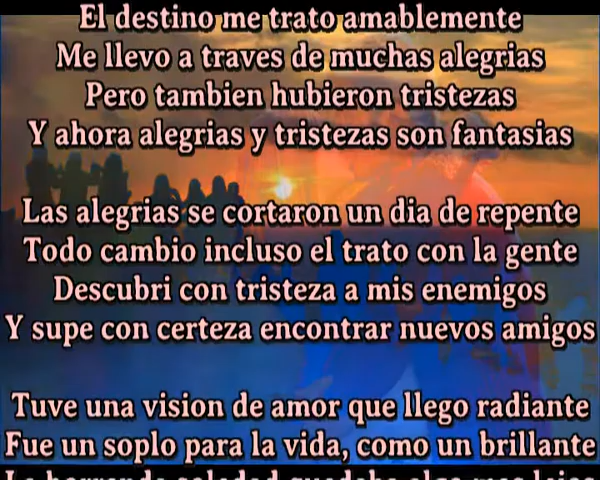 El destino me trato amablemente
Me llevo a traves de muchas alegrias
Pero tambien hubieron tristezas
Y ahora alegrias y tristezas son fantasias
Las alegrias se cortaron un dia de repente
Todo cambio incluso el trato con la gente
Descubri con tristeza a mis enemigos
Y supe con certeza encontrar nuevos amigos
Tuve una vision de amor que llego radiante
Fue un soplo para la vida, como un brillante